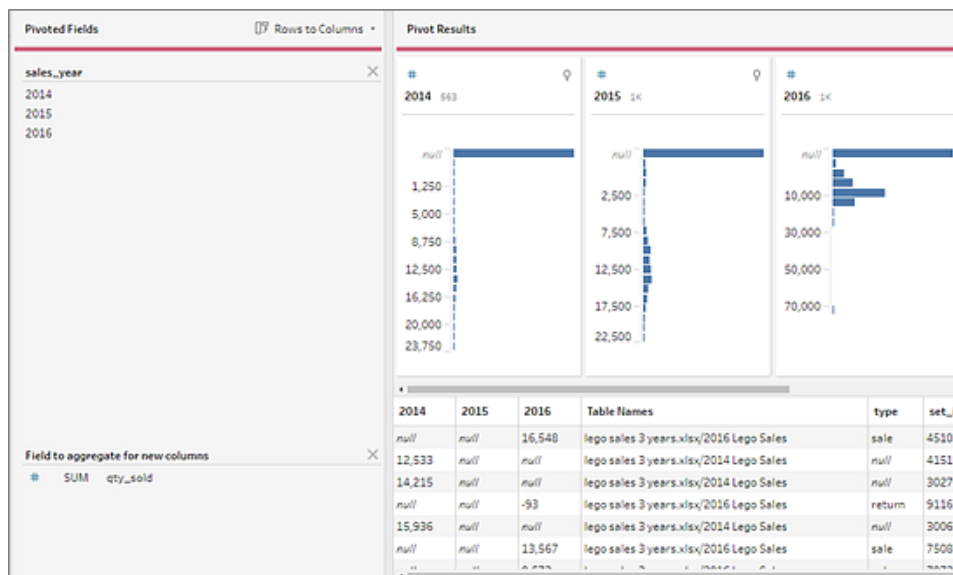 Pivoted Fields
Rows to Columns
sales_year
2014
2015
2016
Field to aggregate for new columns
# SUM qty_sold
Pivot Results
#
2014 563
null
1,250
5,000
8,750
12,500
16,250
20,000
23,750
#
2015 1K
null
2,500
7,500
12,500
17,500
22,500
#
2016 1K
null
10,000
30,000
50,000
70,000
2014 2015 2016 Table Names type set_
null null 16,548 lego sales 3 years.xlsx/2016 Lego Sales sale 4510
12,533 null null lego sales 3 years.xlsx/2014 Lego Sales null 4151
14,215 null null lego sales 3 years.xlsx/2014 Lego Sales null 3027
null null -93 lego sales 3 years.xlsx/2016 Lego Sales return 9116
15,936 null null lego sales 3 years.xlsx/2014 Lego Sales null 3006
null null 13,567 lego sales 3 years.xlsx/2016 Lego Sales sale 7508